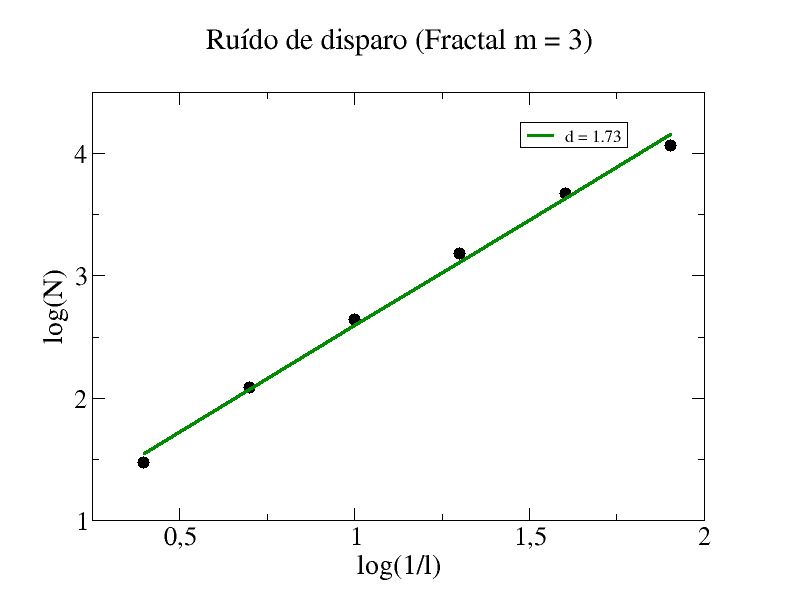 Ruído de disparo (Fractal m = 3)
d = 1.73
4
3
2
1
log(N)
0,5
1
1,5
2
log(1/l)